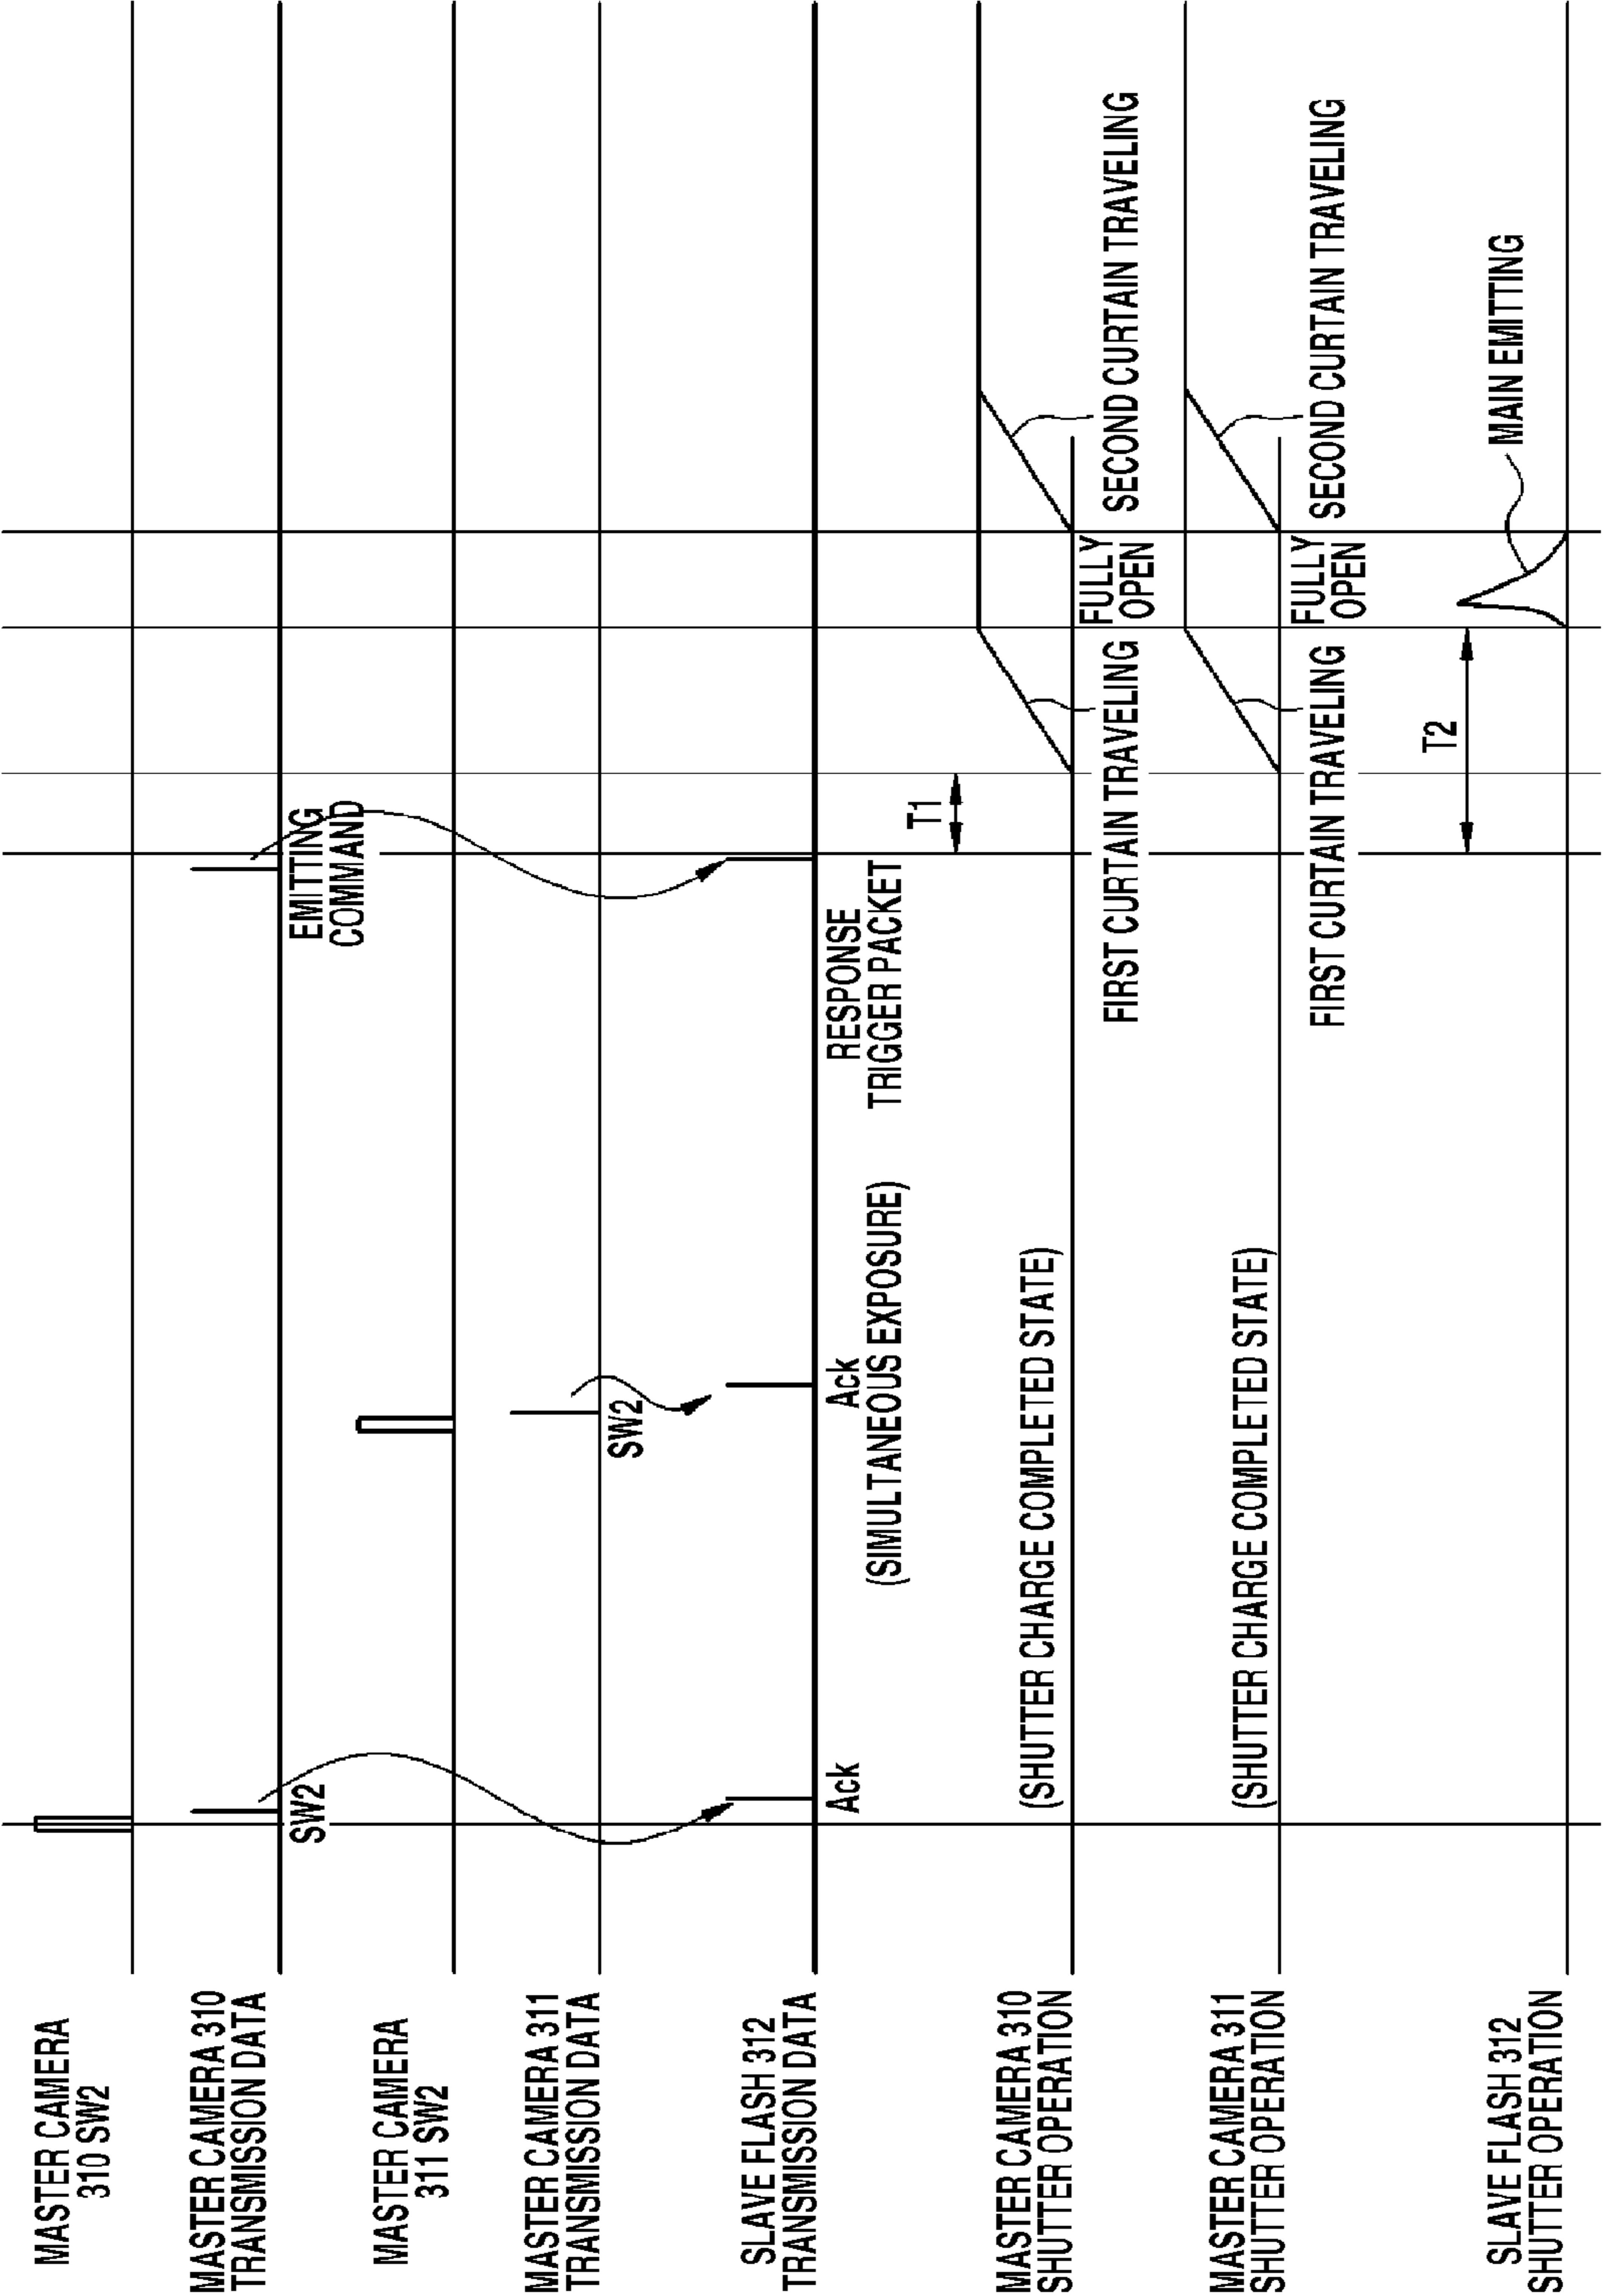 MASTER CAMERA
310 SW2
MASTER CAMERA 310
TRANSMISSION DATA
SW2
EMITTING
COMMAND
MASTER CAMERA
311 SW2
MASTER CAMERA 311
TRANSMISSION DATA
SW2
SLAVE FLASH 312
TRANSMISSION DATA
Ack
Ack
(SIMULTANEOUS EXPOSURE)
RESPONSE
TRIGGER PACKET
T1
MASTER CAMERA 310
SHUTTER OPERATION
(SHUTTER CHARGE COMPLETED STATE)
FIRST CURTAIN TRAVELING
FULLY
OPEN
SECOND CURTAIN TRAVELING
MASTER CAMERA 311
SHUTTER OPERATION
(SHUTTER CHARGE COMPLETED STATE)
FIRST CURTAIN TRAVELING
FULLY
OPEN
SECOND CURTAIN TRAVELING
T2
MAIN EMITTING
SLAVE FLASH 312
SHUTTER OPERATION